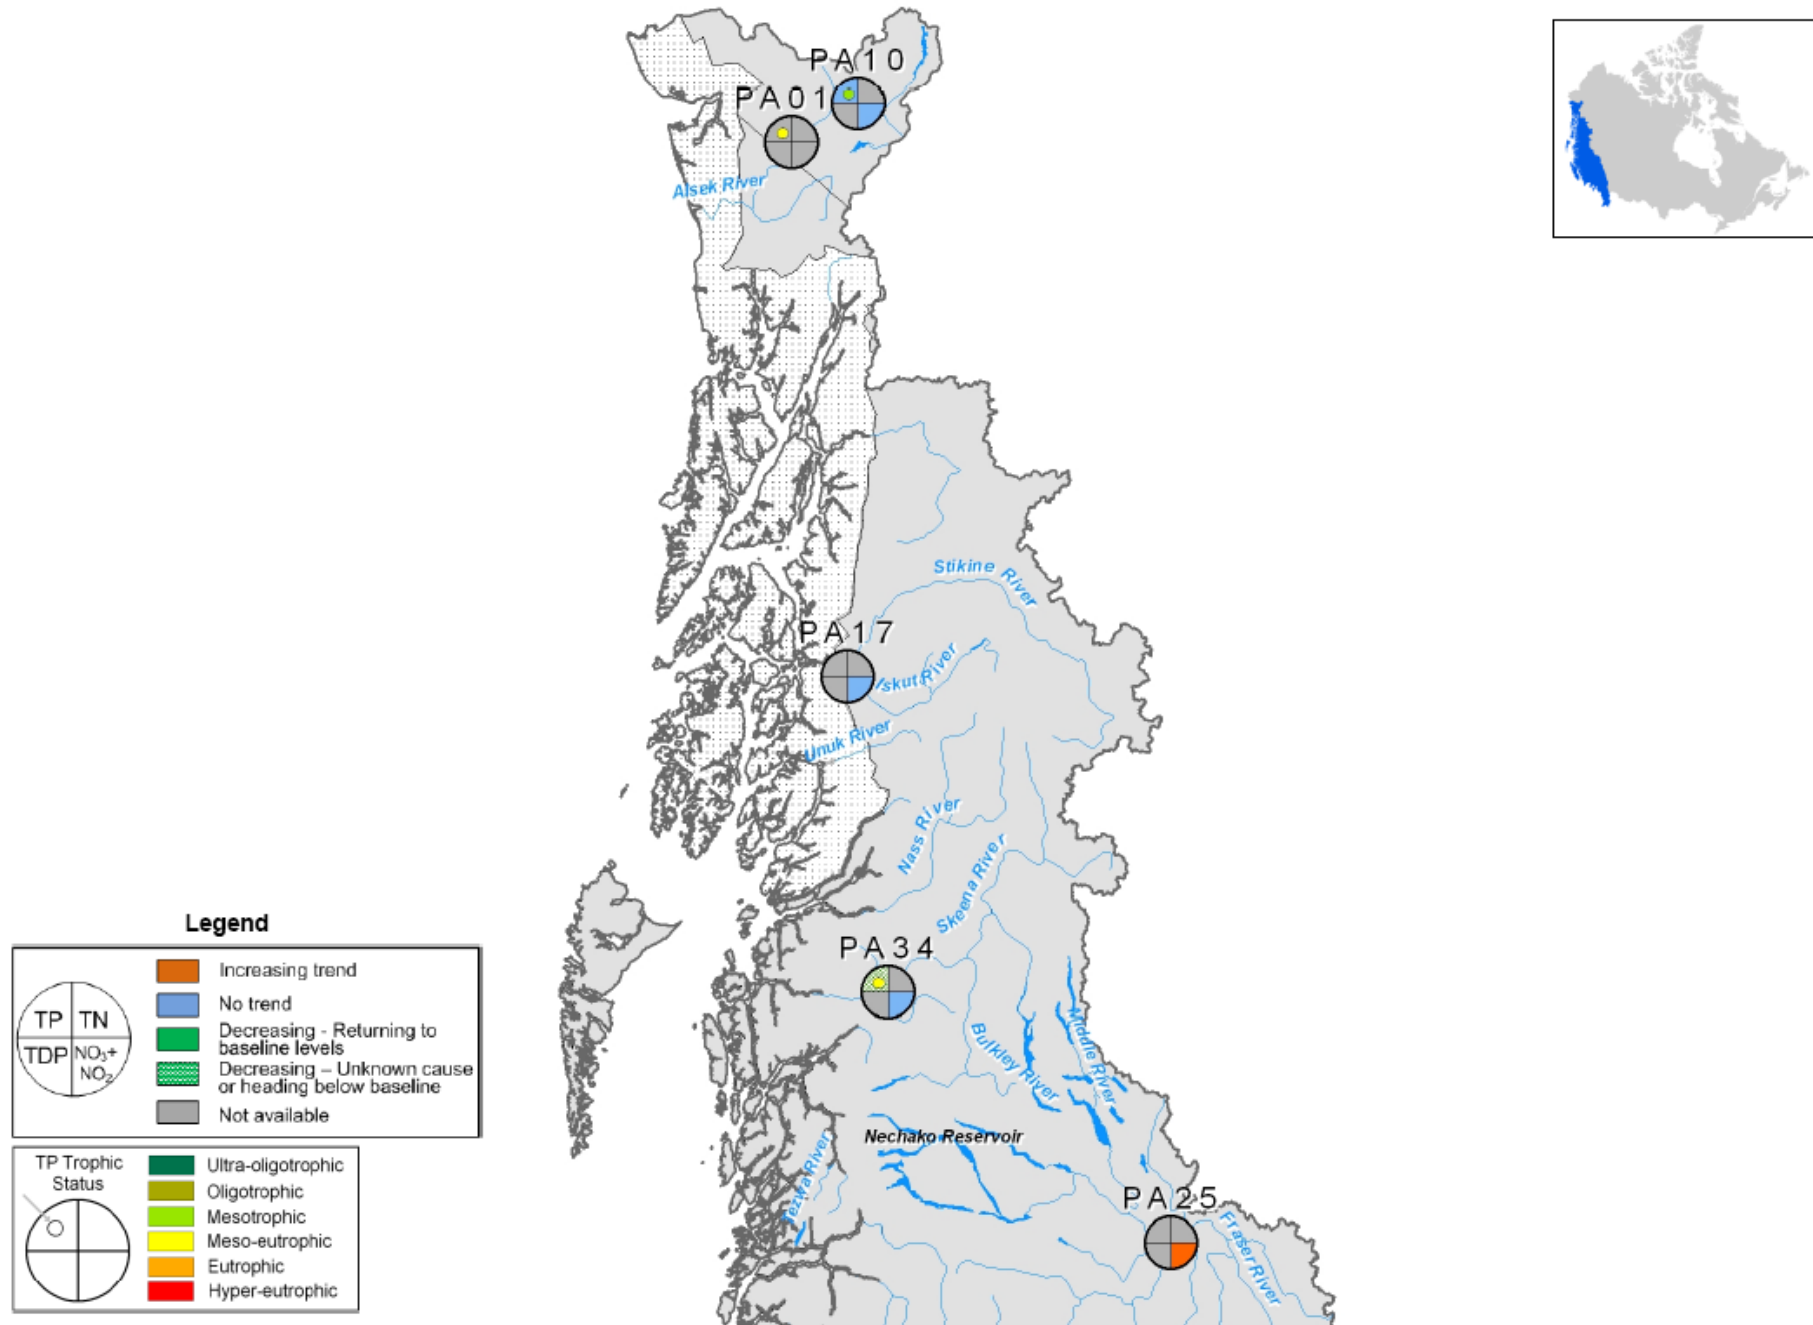 PA10
PA01
Alsek River
Stikine River
PA17
Iskut River
Unuk River
Nass River
Skeena River
PA34
Bulkley River
Middle River
Nechako Reservoir
Tezwa River
PA25
Fraser River
Legend
TP TN
TDP NO₃+
NO₂
Increasing trend
No trend
Decreasing - Returning to
baseline levels
Decreasing – Unknown cause
or heading below baseline
Not available
TP Trophic
Status
Ultra-oligotrophic
Oligotrophic
Mesotrophic
Meso-eutrophic
Eutrophic
Hyper-eutrophic